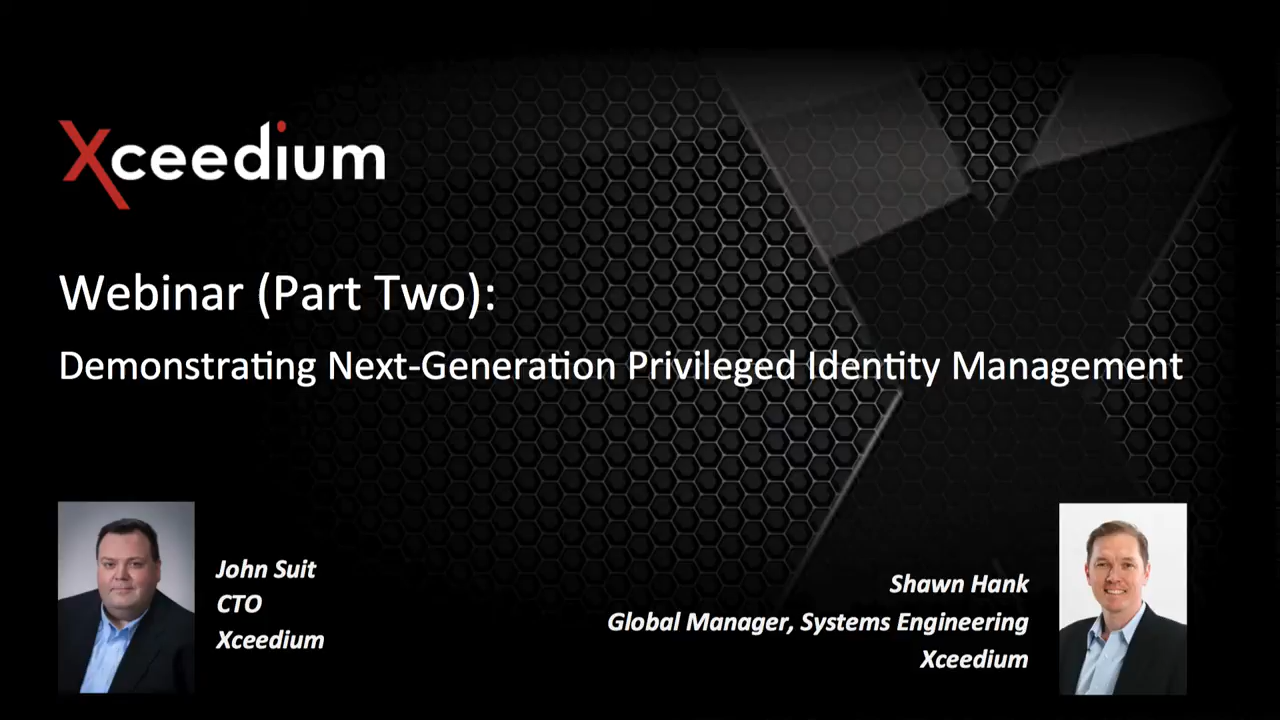 Xceedium
Webinar (Part Two):
Demonstrating Next-Generation Privileged Identity Management
John Suit
CTO
Xceedium
Shawn Hank
Global Manager, Systems Engineering
Xceedium